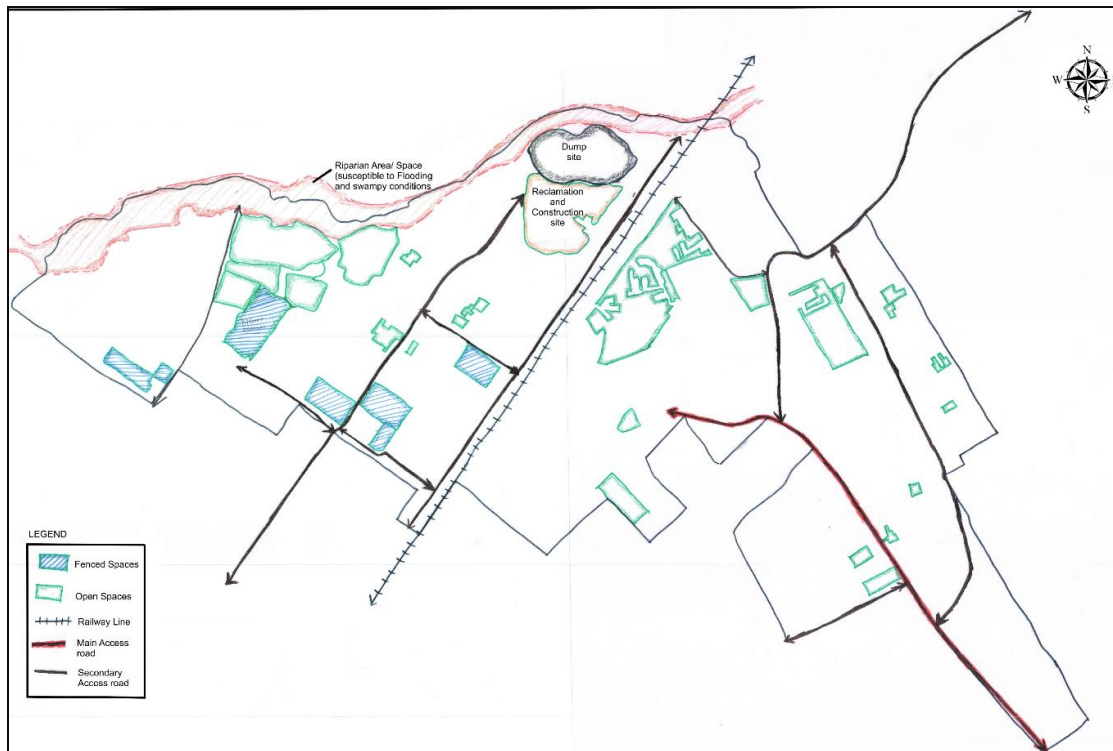 W
S
Dump
site
Riparian Area/ Space
(susceptible to Flooding
and swampy conditions
Reclamation
and
Construction
site
LEGEND
Fenced Spaces
Open Spaces
Railway Line
Main Access
road
Secondary
Access road